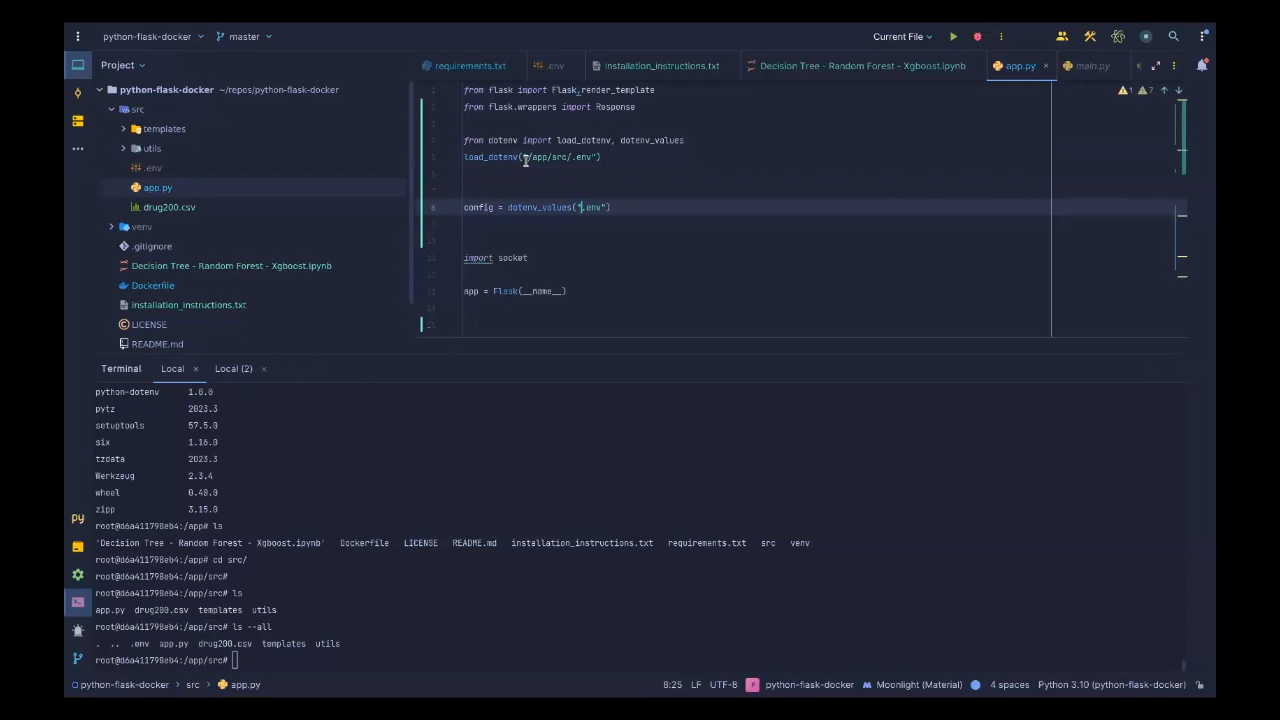 python-flask-docker master Current File
Project requirements.txt .env installation_instructions.txt Decision Tree - Random Forest - Xgboost.ipynb app.py main.py
python-flask-docker ~/repos/python-flask-docker
src
templates
utils
.env
app.py
drug200.csv
venv
.gitignore
Decision Tree - Random Forest - Xgboost.ipynb
Dockerfile
installation_instructions.txt
LICENSE
README.md
1 from flask import Flask,render_template
2 from flask.wrappers import Response
from dotenv import load_dotenv, dotenv_values
load_dotenv("/app/src/.env")
8 config = dotenv_values(".env")
11 import socket
app = Flask(__name__)
1 7
Terminal Local Local (2)
python-dotenv 1.0.0
pytz 2023.3
setuptools 57.5.0
six 1.16.0
tzdata 2023.3
Werkzeug 2.3.4
wheel 0.40.0
zipp 3.15.0
root@d6a411798eb4:/app# ls
'Decision Tree - Random Forest - Xgboost.ipynb' Dockerfile LICENSE README.md installation_instructions.txt requirements.txt src venv
root@d6a411798eb4:/app# cd src/
root@d6a411798eb4:/app/src#
root@d6a411798eb4:/app/src# ls
app.py drug200.csv templates utils
root@d6a411798eb4:/app/src# ls --all
. .. .env app.py drug200.csv templates utils
root@d6a411798eb4:/app/src#
python-flask-docker src app.py 8:25 LF UTF-8 python-flask-docker Moonlight (Material) 4 spaces Python 3.10 (python-flask-docker)